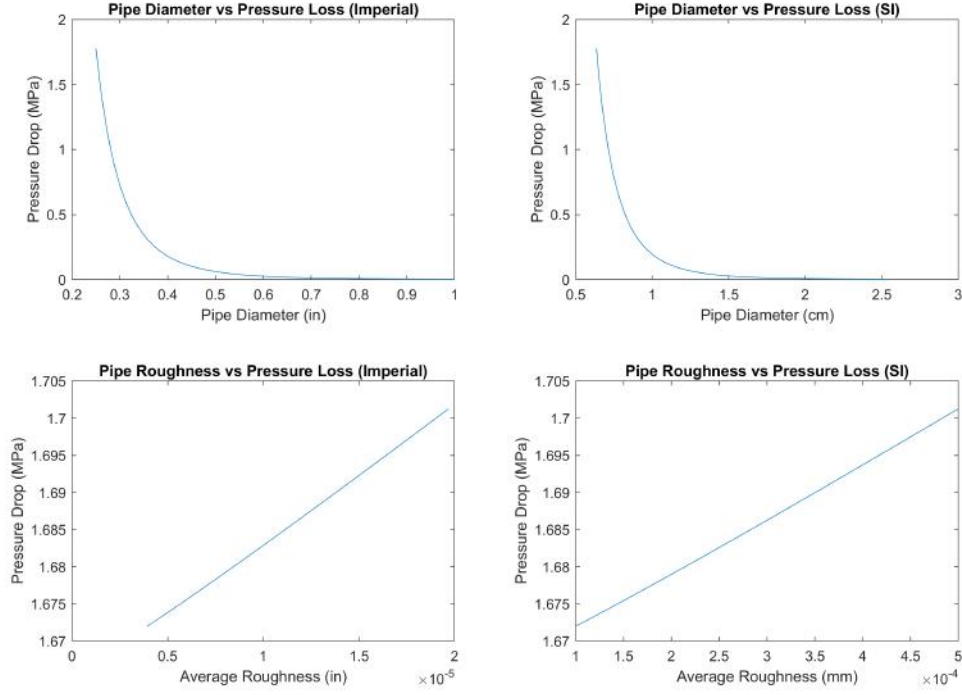 Pipe Diameter vs Pressure Loss (Imperial)
2
1.5
1
0.5
0
Pressure Drop (MPa)
0.2 0.3 0.4 0.5 0.6 0.7 0.8 0.9 1
Pipe Diameter (in)
Pipe Diameter vs Pressure Loss (SI)
2
1.5
1
0.5
0
Pressure Drop (MPa)
0.5 1 1.5 2 2.5 3
Pipe Diameter (cm)
Pipe Roughness vs Pressure Loss (Imperial)
1.705
1.7
1.695
1.69
1.685
1.68
1.675
1.67
Pressure Drop (MPa)
0 0.5 1 1.5 2
Average Roughness (in) ×10⁻⁵
Pipe Roughness vs Pressure Loss (SI)
1.705
1.7
1.695
1.69
1.685
1.68
1.675
1.67
Pressure Drop (MPa)
1 1.5 2 2.5 3 3.5 4 4.5 5
Average Roughness (mm) ×10⁻⁴